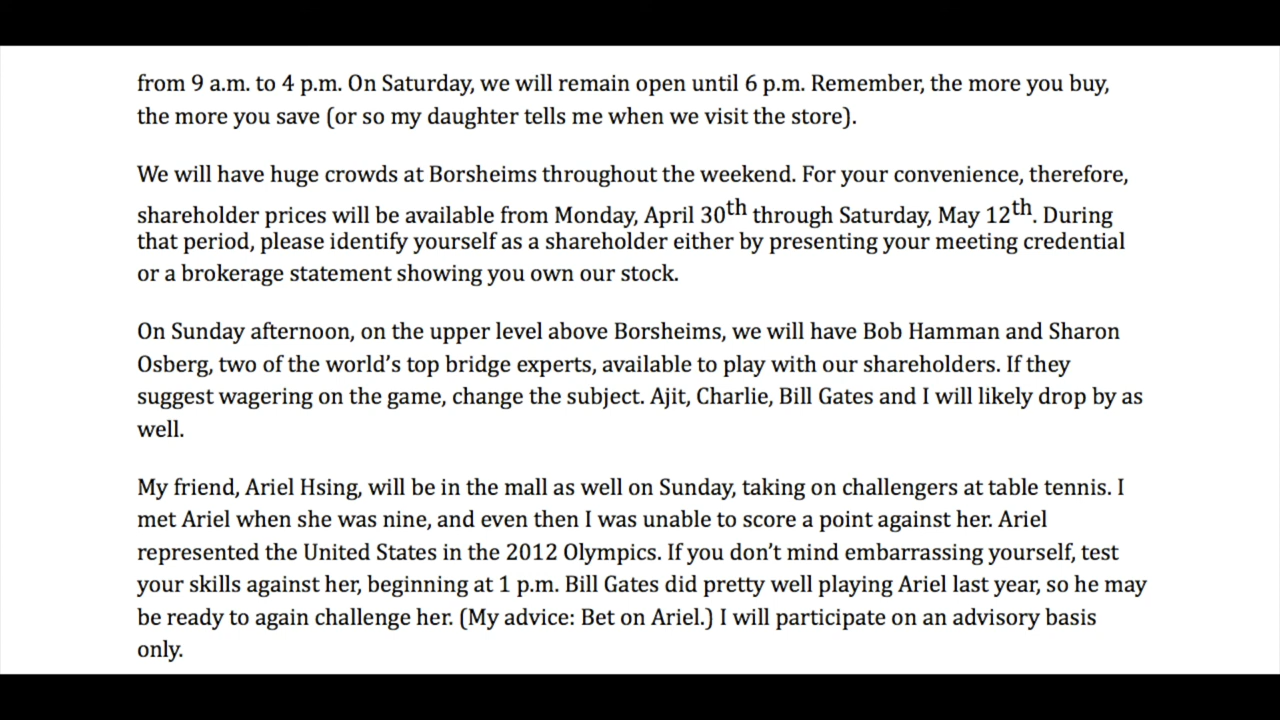 from 9 a.m. to 4 p.m. On Saturday, we will remain open until 6 p.m. Remember, the more you buy,
the more you save (or so my daughter tells me when we visit the store).
We will have huge crowds at Borsheims throughout the weekend. For your convenience, therefore,
shareholder prices will be available from Monday, April 30th through Saturday, May 12th. During
that period, please identify yourself as a shareholder either by presenting your meeting credential
or a brokerage statement showing you own our stock.
On Sunday afternoon, on the upper level above Borsheims, we will have Bob Hamman and Sharon
Osberg, two of the world’s top bridge experts, available to play with our shareholders. If they
suggest wagering on the game, change the subject. Ajit, Charlie, Bill Gates and I will likely drop by as
well.
My friend, Ariel Hsing, will be in the mall as well on Sunday, taking on challengers at table tennis. I
met Ariel when she was nine, and even then I was unable to score a point against her. Ariel
represented the United States in the 2012 Olympics. If you don’t mind embarrassing yourself, test
your skills against her, beginning at 1 p.m. Bill Gates did pretty well playing Ariel last year, so he may
be ready to again challenge her. (My advice: Bet on Ariel.) I will participate on an advisory basis
only.